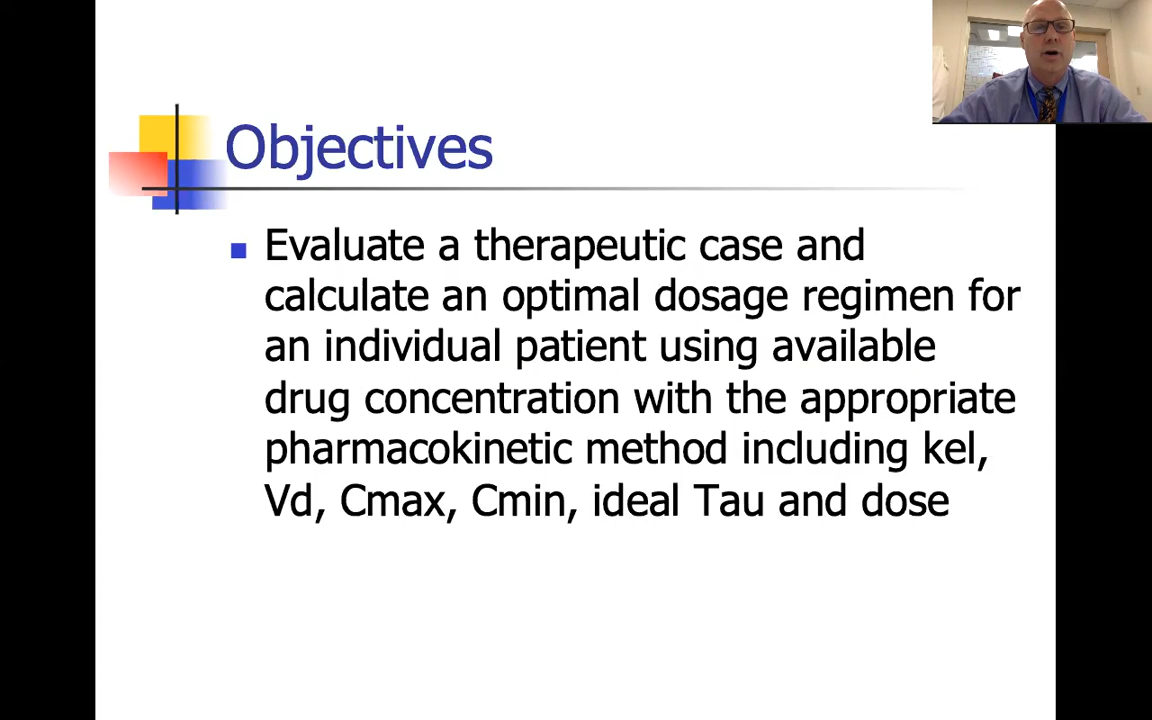 Objectives
Evaluate a therapeutic case and
calculate an optimal dosage regimen for
an individual patient using available
drug concentration with the appropriate
pharmacokinetic method including kel,
Vd, Cmax, Cmin, ideal Tau and dose